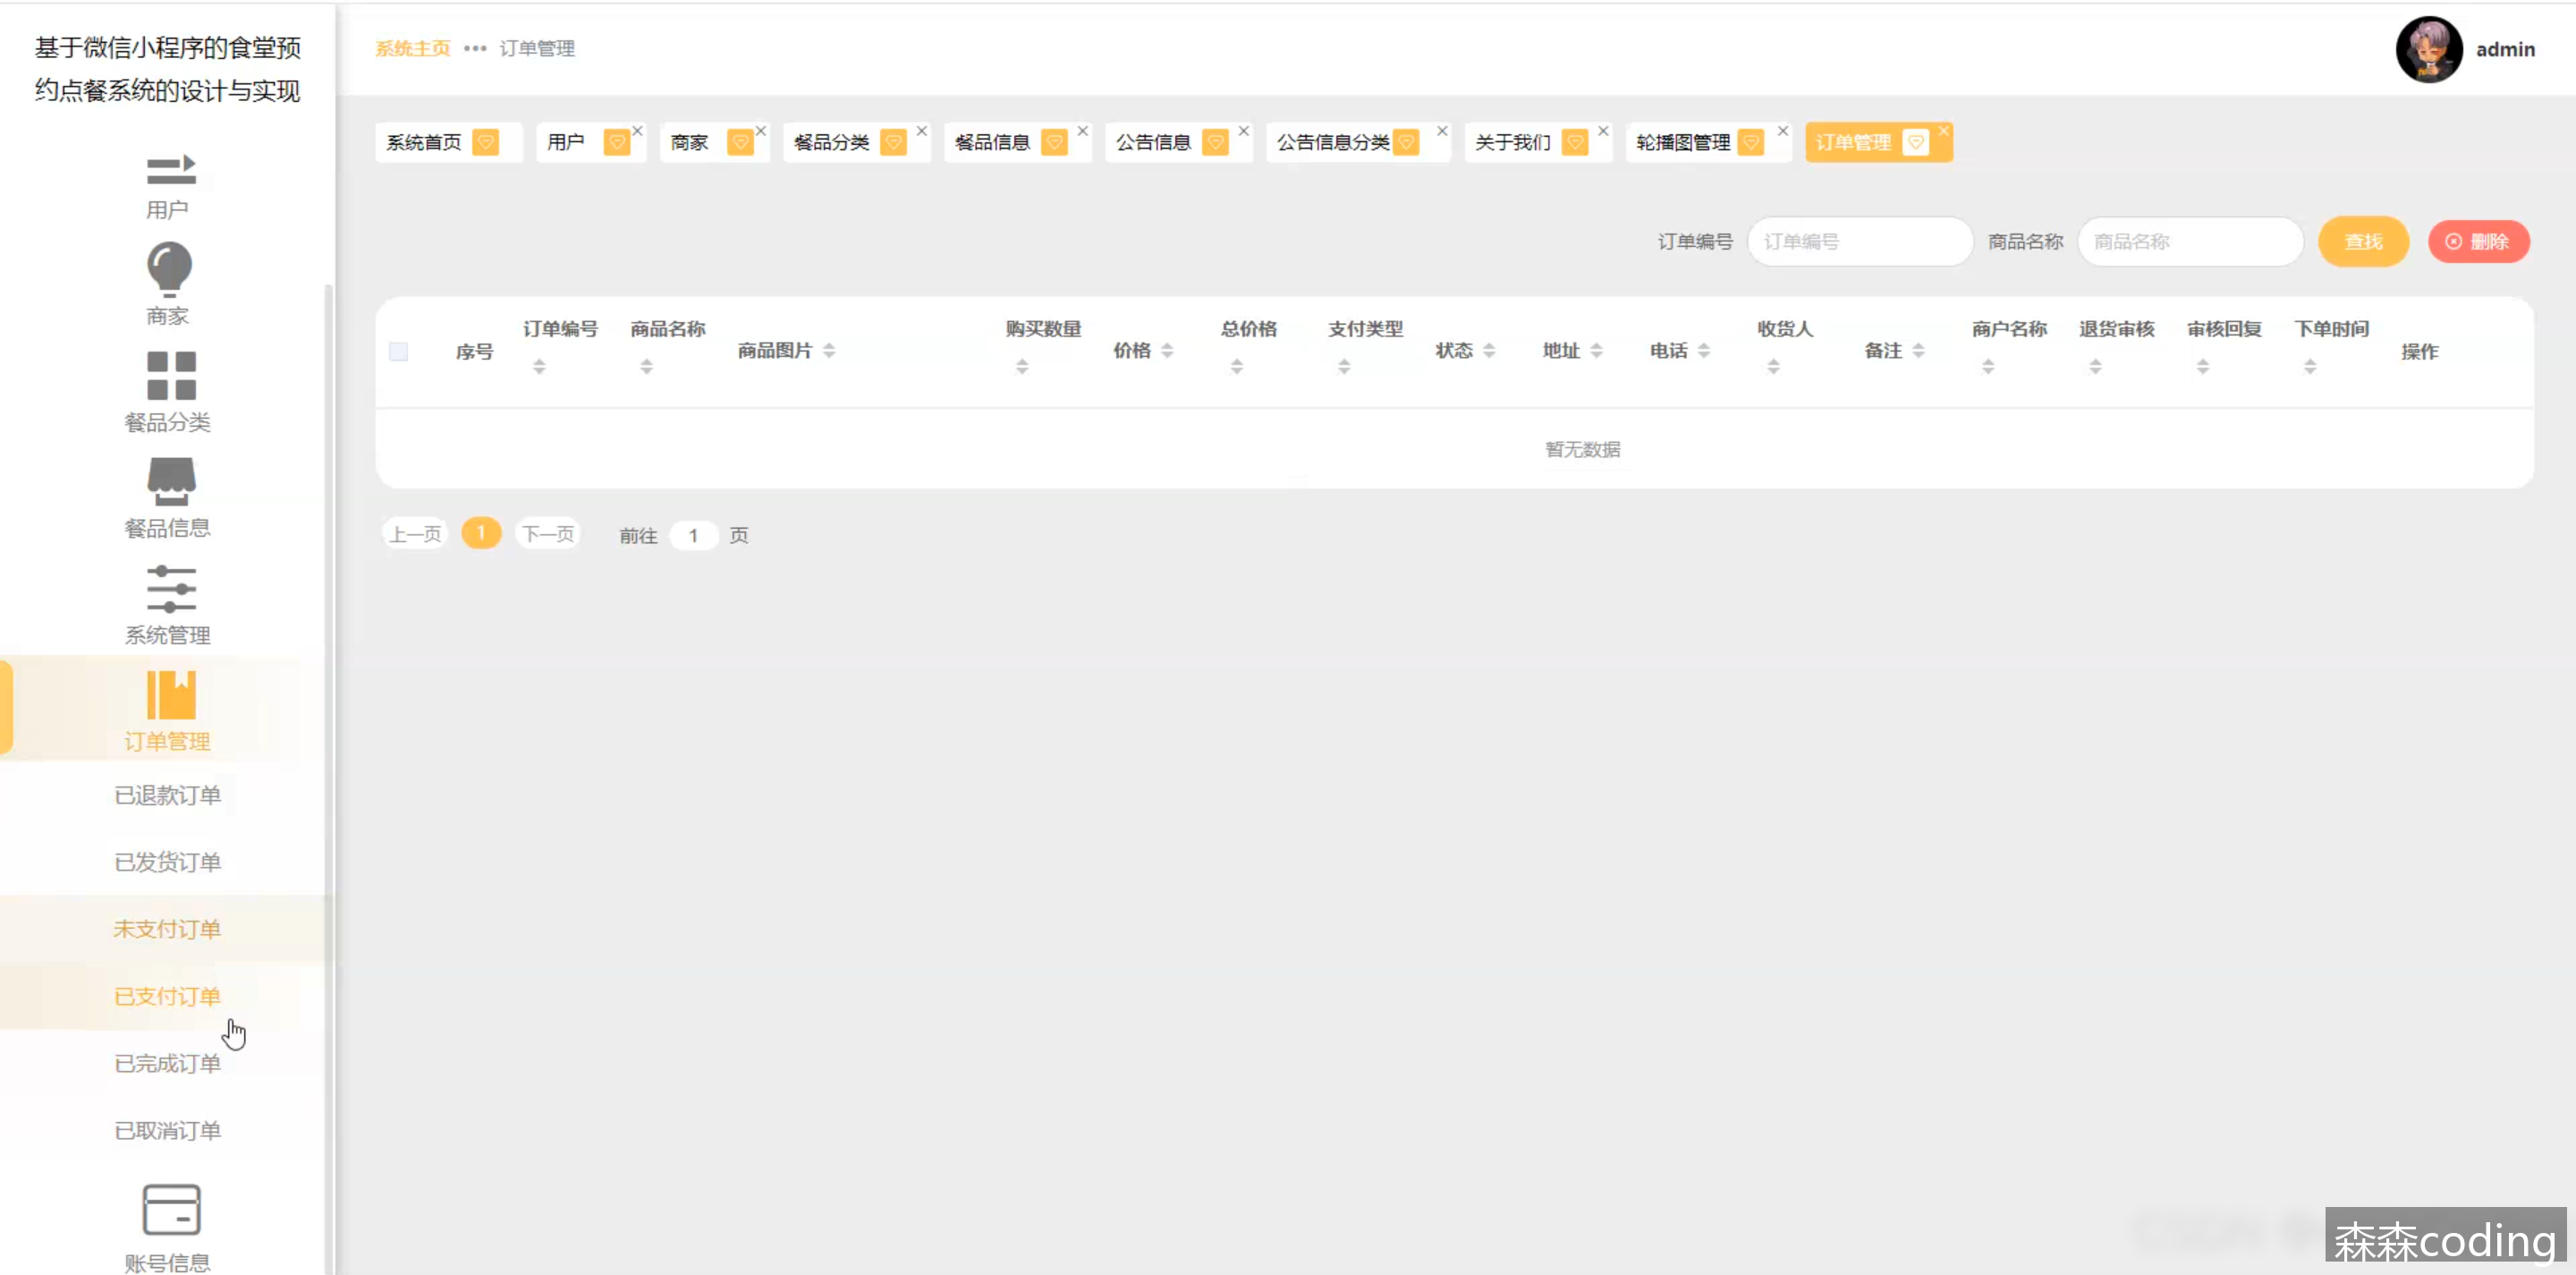 基于微信小程序的食堂预
约点餐系统的设计与实现
用户
商家
餐品分类
餐品信息
系统管理
订单管理
已退款订单
已发货订单
未支付订单
已支付订单
已完成订单
已取消订单
账号信息
系统主页 ••• 订单管理
admin
系统首页 用户 商家 餐品分类 餐品信息 公告信息 公告信息分类 关于我们 轮播图管理 订单管理
订单编号 订单编号 商品名称 商品名称 查找 删除
序号 订单编号 商品名称 商品图片 购买数量 价格 总价格 支付类型 状态 地址 电话 收货人 备注 商户名称 退货审核 审核回复 下单时间 操作
暂无数据
上一页 1 下一页 前往 1 页
森森coding